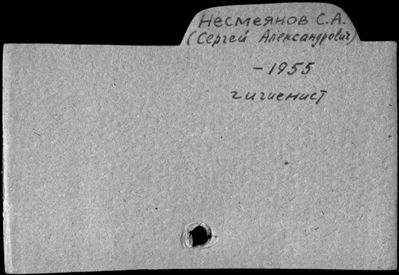 Несмеянов С.А.
(Сергей Александрович)
-1955
гигиенист